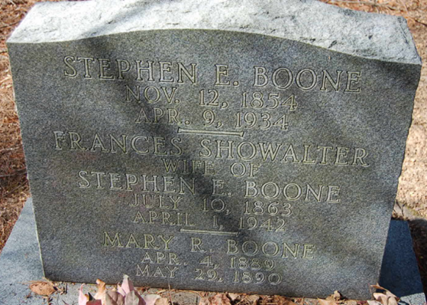 STEPHEN E. BOONE
NOV. 12, 1854
APR. 9, 1934
FRANCES SHOWALTER
WIFE OF
STEPHEN E. BOONE
JULY 10, 1863
APRIL 1, 1942
MARY R. BOONE
APR. 4, 1889
MAY 29, 1890